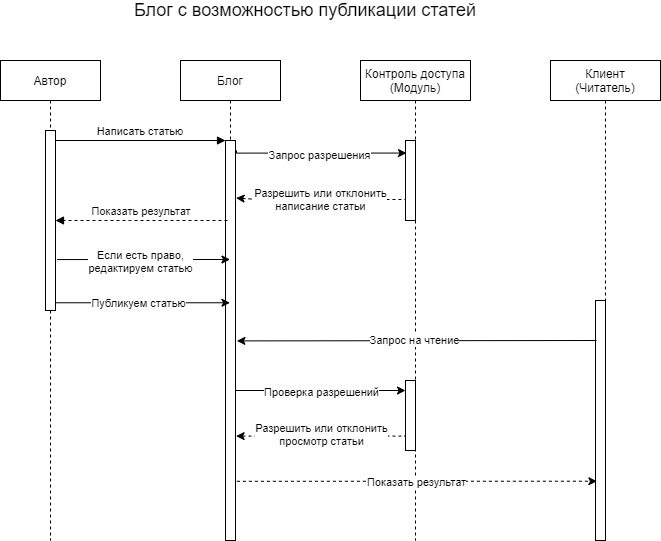 Блог с возможностью публикации статей
Автор
Блог
Контроль доступа
(Модуль)
Клиент
(Читатель)
Написать статью
Запрос разрешения
Разрешить или отклонить
написание статьи
Показать результат
Если есть право,
редактируем статью
Публикуем статью
Запрос на чтение
Проверка разрешений
Разрешить или отклонить
просмотр статьи
Показать результат